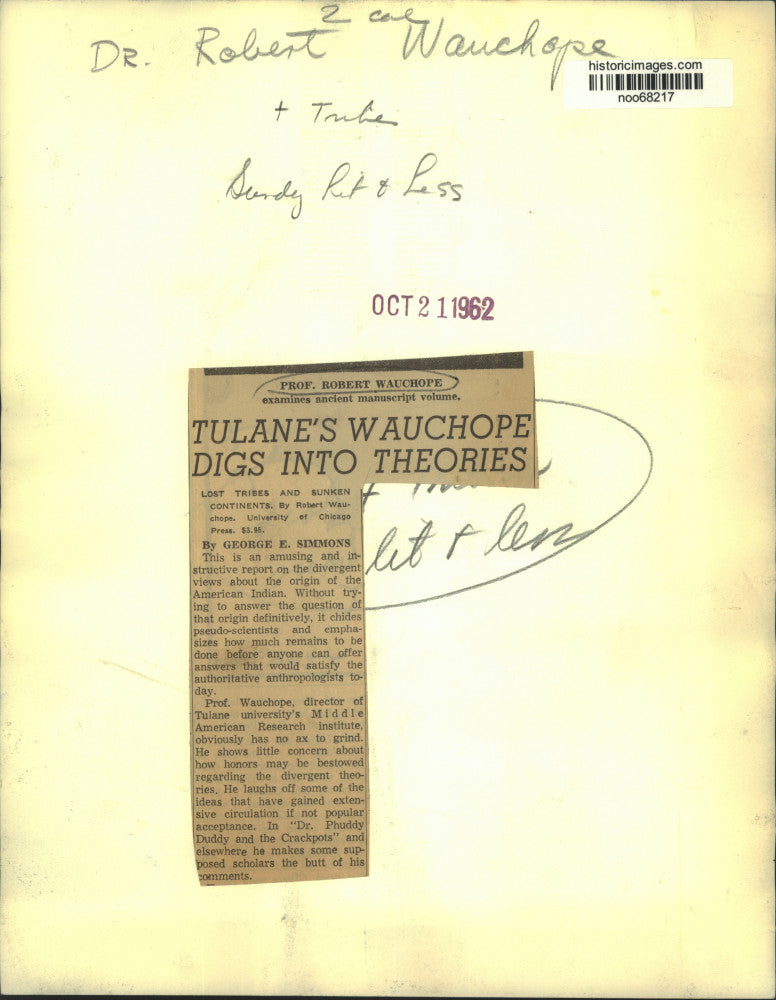 2 col
Dr. Robert Wauchope
historicimages.com
noo68217
+ Tribe
Sundy lit & Less
OCT 21 1962
PROF. ROBERT WAUCHOPE
examines ancient manuscript volume.
TULANE'S WAUCHOPE
DIGS INTO THEORIES
LOST TRIBES AND SUNKEN
CONTINENTS. By Robert Wau-
chope. University of Chicago
Press. $3.95.
By GEORGE E. SIMMONS
This is an amusing and in-
structive report on the divergent
views about the origin of the
American Indian. Without try-
ing to answer the question of
that origin definitively, it chides
pseudo-scientists and empha-
sizes how much remains to be
done before anyone can offer
answers that would satisfy the
authoritative anthropologists to-
day.
Prof. Wauchope, director of
Tulane university's Middle
American Research institute,
obviously has no ax to grind.
He shows little concern about
how honors may be bestowed
regarding the divergent theo-
ries. He laughs off some of the
ideas that have gained exten-
sive circulation if not popular
acceptance. In "Dr. Phuddy
Duddy and the Crackpots" and
elsewhere he makes some sup-
posed scholars the butt of his
comments.
lit + less